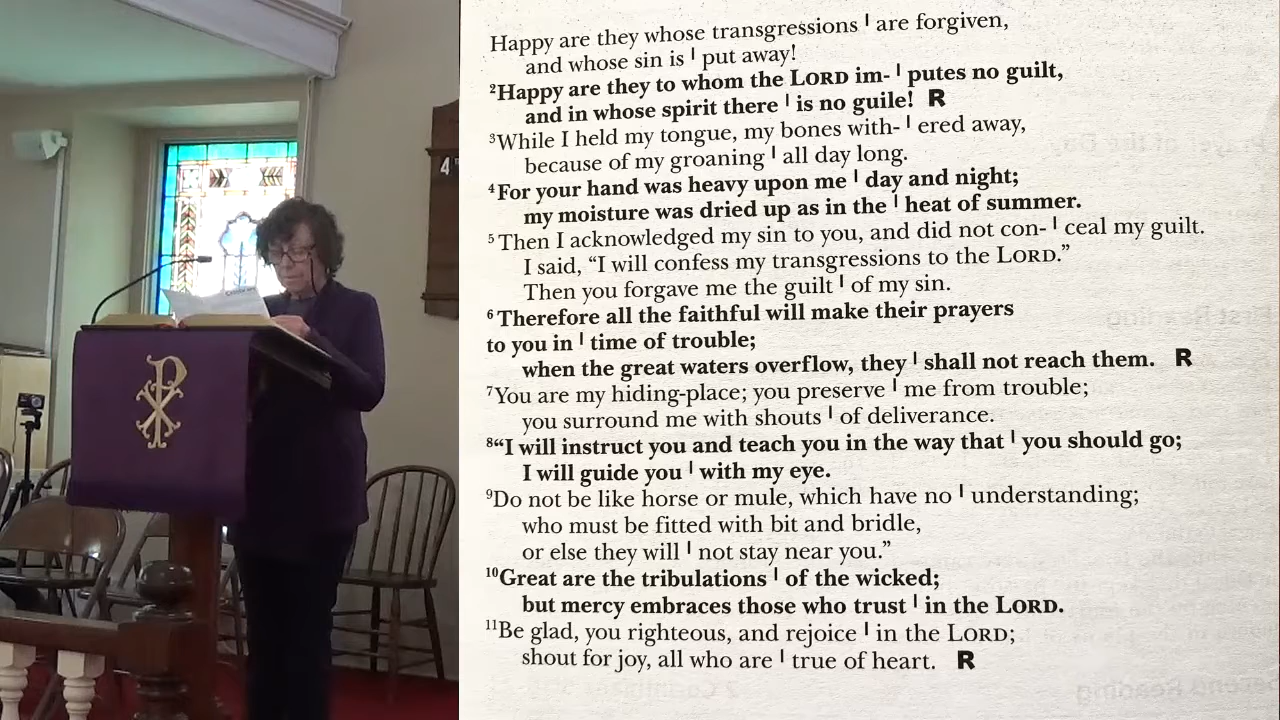 Happy are they whose transgressions ˈ are forgiven,
and whose sin is ˈ put away!
²Happy are they to whom the LORD im- ˈ putes no guilt,
and in whose spirit there ˈ is no guile! R
³While I held my tongue, my bones with- ˈ ered away,
because of my groaning ˈ all day long.
⁴For your hand was heavy upon me ˈ day and night;
my moisture was dried up as in the ˈ heat of summer.
⁵Then I acknowledged my sin to you, and did not con- ˈ ceal my guilt.
I said, “I will confess my transgressions to the LORD.”
Then you forgave me the guilt ˈ of my sin.
⁶Therefore all the faithful will make their prayers
to you in ˈ time of trouble;
when the great waters overflow, they ˈ shall not reach them. R
⁷You are my hiding-place; you preserve ˈ me from trouble;
you surround me with shouts ˈ of deliverance.
⁸“I will instruct you and teach you in the way that ˈ you should go;
I will guide you ˈ with my eye.
⁹Do not be like horse or mule, which have no ˈ understanding;
who must be fitted with bit and bridle,
or else they will ˈ not stay near you.”
¹⁰Great are the tribulations ˈ of the wicked;
but mercy embraces those who trust ˈ in the LORD.
¹¹Be glad, you righteous, and rejoice ˈ in the LORD;
shout for joy, all who are ˈ true of heart. R
4